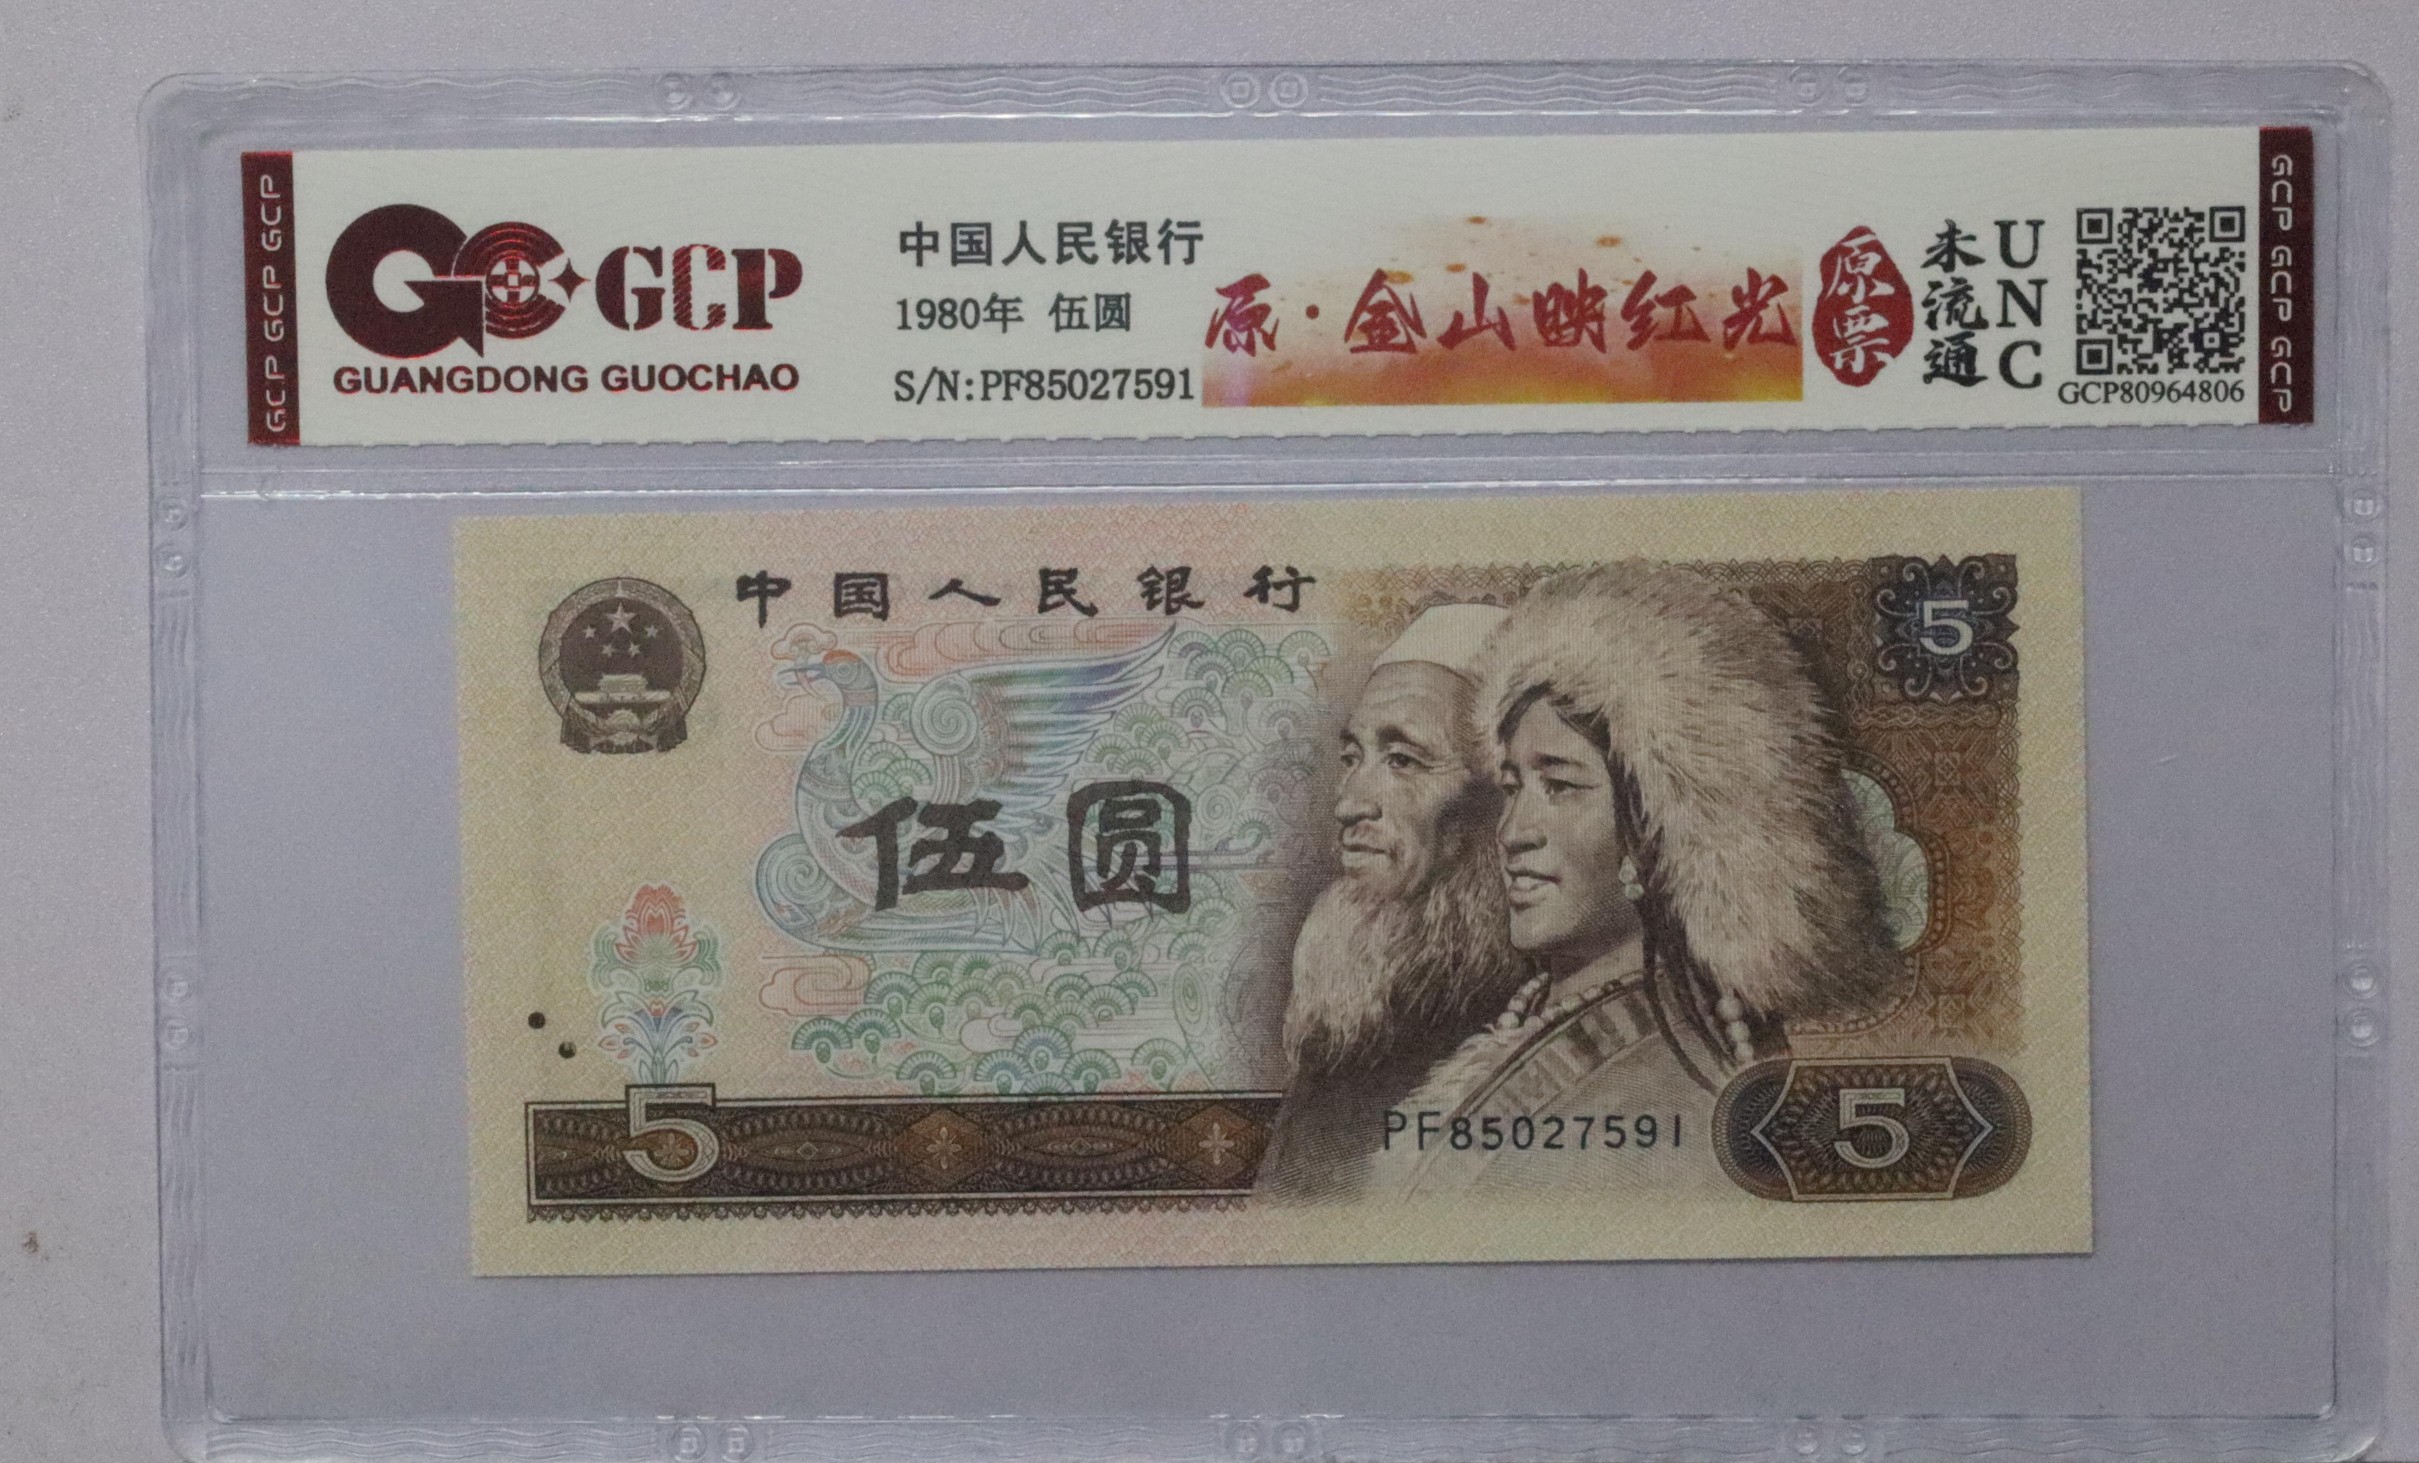 GCP GCP GCP
GCP
GUANGDONG GUOCHAO
中国人民银行
1980年 伍圆
S/N:PF85027591
原·金山映红光
原票
未流通
UNC
GCP80964806
GCP GCP GCP
中国人民银行
5
伍圆
5
PF85027591
5